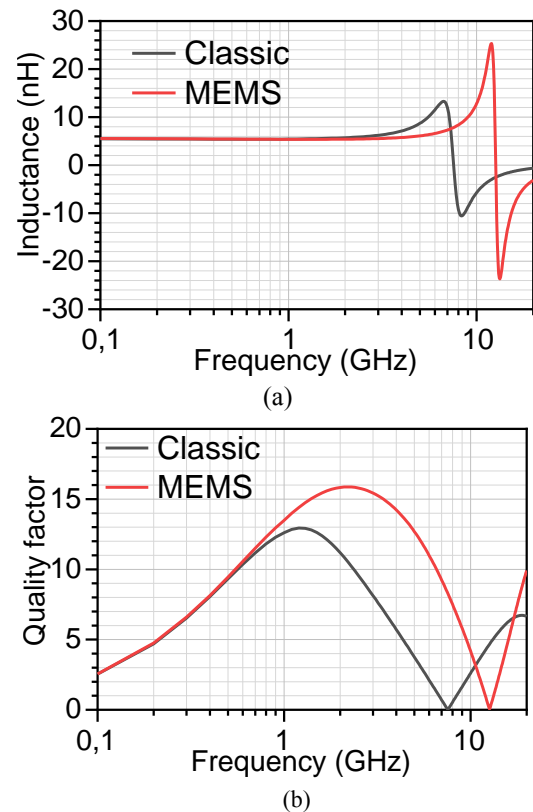 30
20
10
0
-10
-20
-30
Inductance (nH)
Classic
MEMS
0,1
1
10
Frequency (GHz)
(a)
20
15
10
5
0
Quality factor
Classic
MEMS
0,1
1
10
Frequency (GHz)
(b)